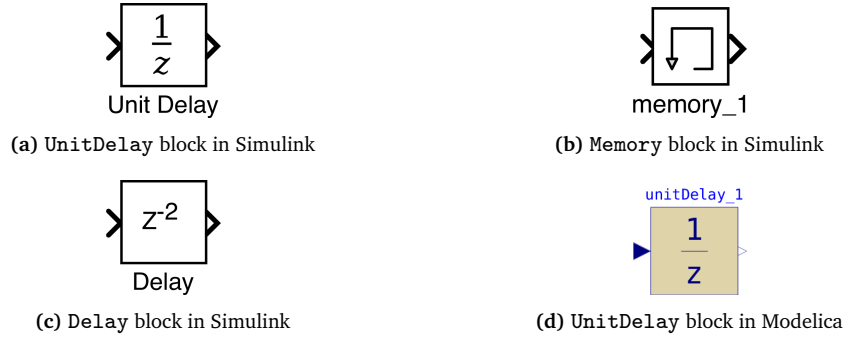 1
z
Unit Delay
(a) UnitDelay block in Simulink
memory_1
(b) Memory block in Simulink
Z-2
Delay
(c) Delay block in Simulink
unitDelay_1
1
z
(d) UnitDelay block in Modelica